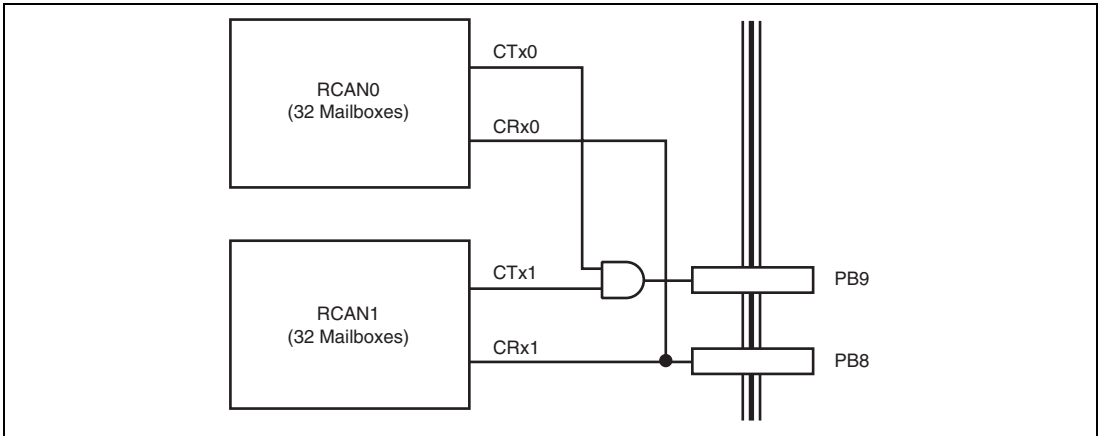 RCAN0
(32 Mailboxes)
CTx0
CRx0
RCAN1
(32 Mailboxes)
CTx1
CRx1
PB9
PB8